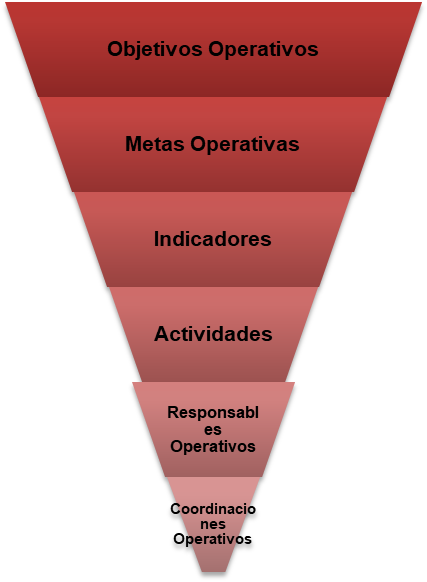 Objetivos Operativos
Metas Operativas
Indicadores
Actividades
Responsabl
es
Operativos
Coordinacio
nes
Operativos